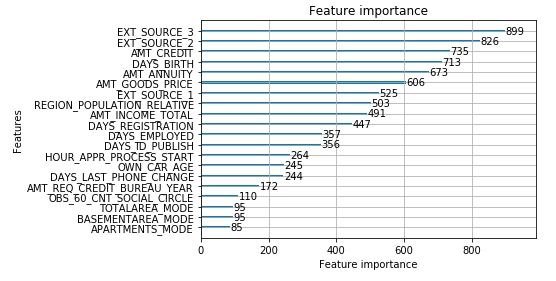 Feature importance
EXT_SOURCE_3 899
EXT_SOURCE_2 826
AMT_CREDIT 735
DAYS_BIRTH 713
AMT_ANNUITY 673
AMT_GOODS_PRICE 606
EXT_SOURCE_1 525
REGION_POPULATION_RELATIVE 503
AMT_INCOME_TOTAL 491
DAYS_REGISTRATION 447
DAYS_EMPLOYED 357
DAYS_ID_PUBLISH 356
HOUR_APPR_PROCESS_START 264
OWN_CAR_AGE 245
DAYS_LAST_PHONE_CHANGE 244
AMT_REQ_CREDIT_BUREAU_YEAR 172
OBS_60_CNT_SOCIAL_CIRCLE 110
TOTALAREA_MODE 95
BASEMENTAREA_MODE 95
APARTMENTS_MODE 85
Features
0 200 400 600 800
Feature importance